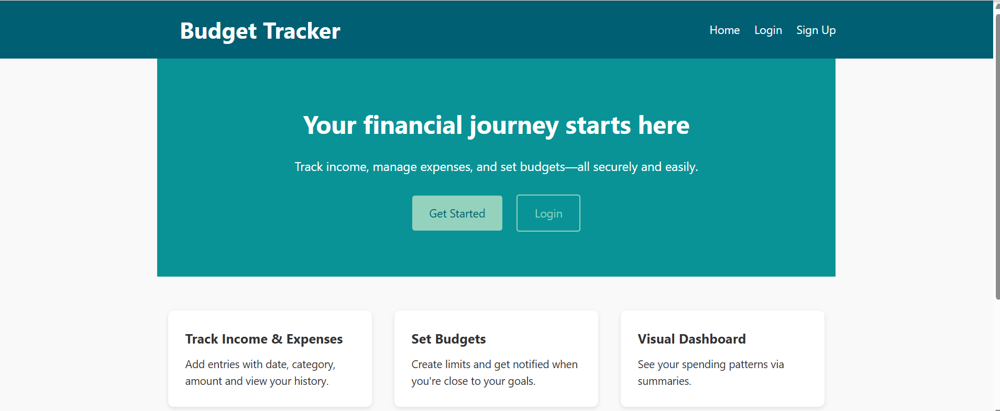 Budget Tracker
Home Login Sign Up
Your financial journey starts here
Track income, manage expenses, and set budgets—all securely and easily.
Get Started
Login
Track Income & Expenses
Add entries with date, category,
amount and view your history.
Set Budgets
Create limits and get notified when
you're close to your goals.
Visual Dashboard
See your spending patterns via
summaries.